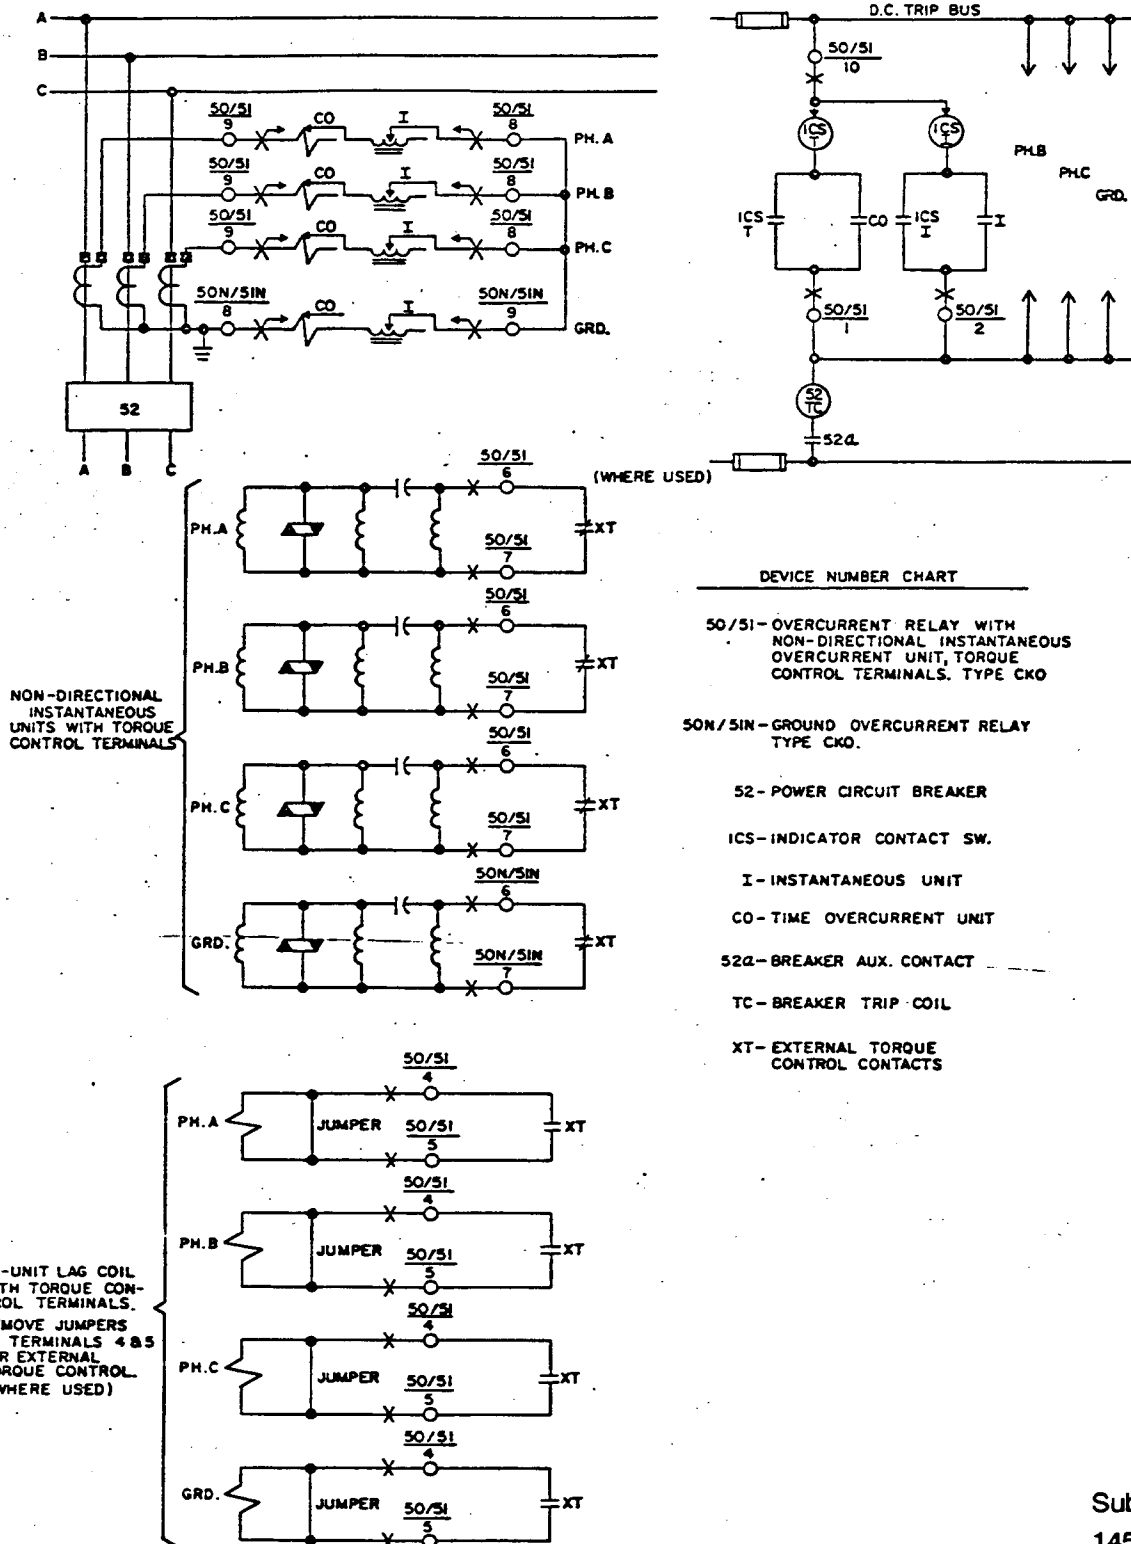 A
B
C
50/51
9
CO
I
50/51
8
PH.A
50/51
9
CO
I
50/51
8
PH.B
50/51
9
CO
I
50/51
8
PH.C
50N/51N
8
CO
I
50N/51N
9
GRD.
52
A
B
C
D.C. TRIP BUS
50/51
10
ICS
T
ICS
I
PH.B
PH.C
GRD.
ICS
T
CO
ICS
I
I
50/51
1
50/51
2
52
TC
52a
NON-DIRECTIONAL
INSTANTANEOUS
UNITS WITH TORQUE
CONTROL TERMINALS
PH.A
50/51
6
(WHERE USED)
XT
50/51
7
PH.B
50/51
6
XT
50/51
7
PH.C
50/51
6
XT
50/51
7
GRD.
50N/51N
6
XT
50N/51N
7
DEVICE NUMBER CHART
50/51-OVERCURRENT RELAY WITH
NON-DIRECTIONAL INSTANTANEOUS
OVERCURRENT UNIT, TORQUE
CONTROL TERMINALS. TYPE CKO
50N/51N-GROUND OVERCURRENT RELAY
TYPE CKO.
52-POWER CIRCUIT BREAKER
ICS-INDICATOR CONTACT SW.
I-INSTANTANEOUS UNIT
CO-TIME OVERCURRENT UNIT
52a-BREAKER AUX. CONTACT
TC-BREAKER TRIP COIL
XT-EXTERNAL TORQUE
CONTROL CONTACTS
-UNIT LAG COIL
TH TORQUE CON-
ROL TERMINALS.
MOVE JUMPERS
TERMINALS 4&5
R EXTERNAL
ORQUE CONTROL.
WHERE USED)
PH.A
JUMPER
50/51
4
50/51
5
XT
PH.B
JUMPER
50/51
4
50/51
5
XT
PH.C
JUMPER
50/51
4
50/51
5
XT
GRD.
JUMPER
50/51
4
50/51
5
XT
Sub
145